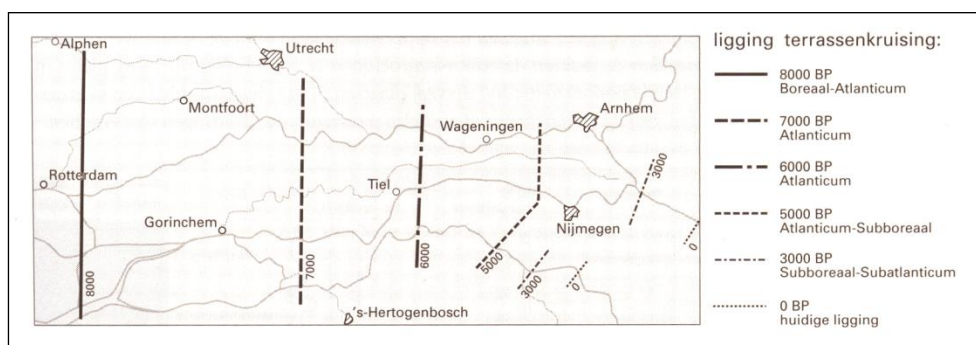 Alphen
Utrecht
Montfoort
Wageningen
Arnhem
Rotterdam
Tiel
Gorinchem
Nijmegen
's-Hertogenbosch
8000
7000
6000
5000
3000
3000
0
0
ligging terrassenkruising:
8000 BP
Boreaal-Atlanticum
7000 BP
Atlanticum
6000 BP
Atlanticum
5000 BP
Atlanticum-Subboreaal
3000 BP
Subboreaal-Subatlanticum
0 BP
huidige ligging